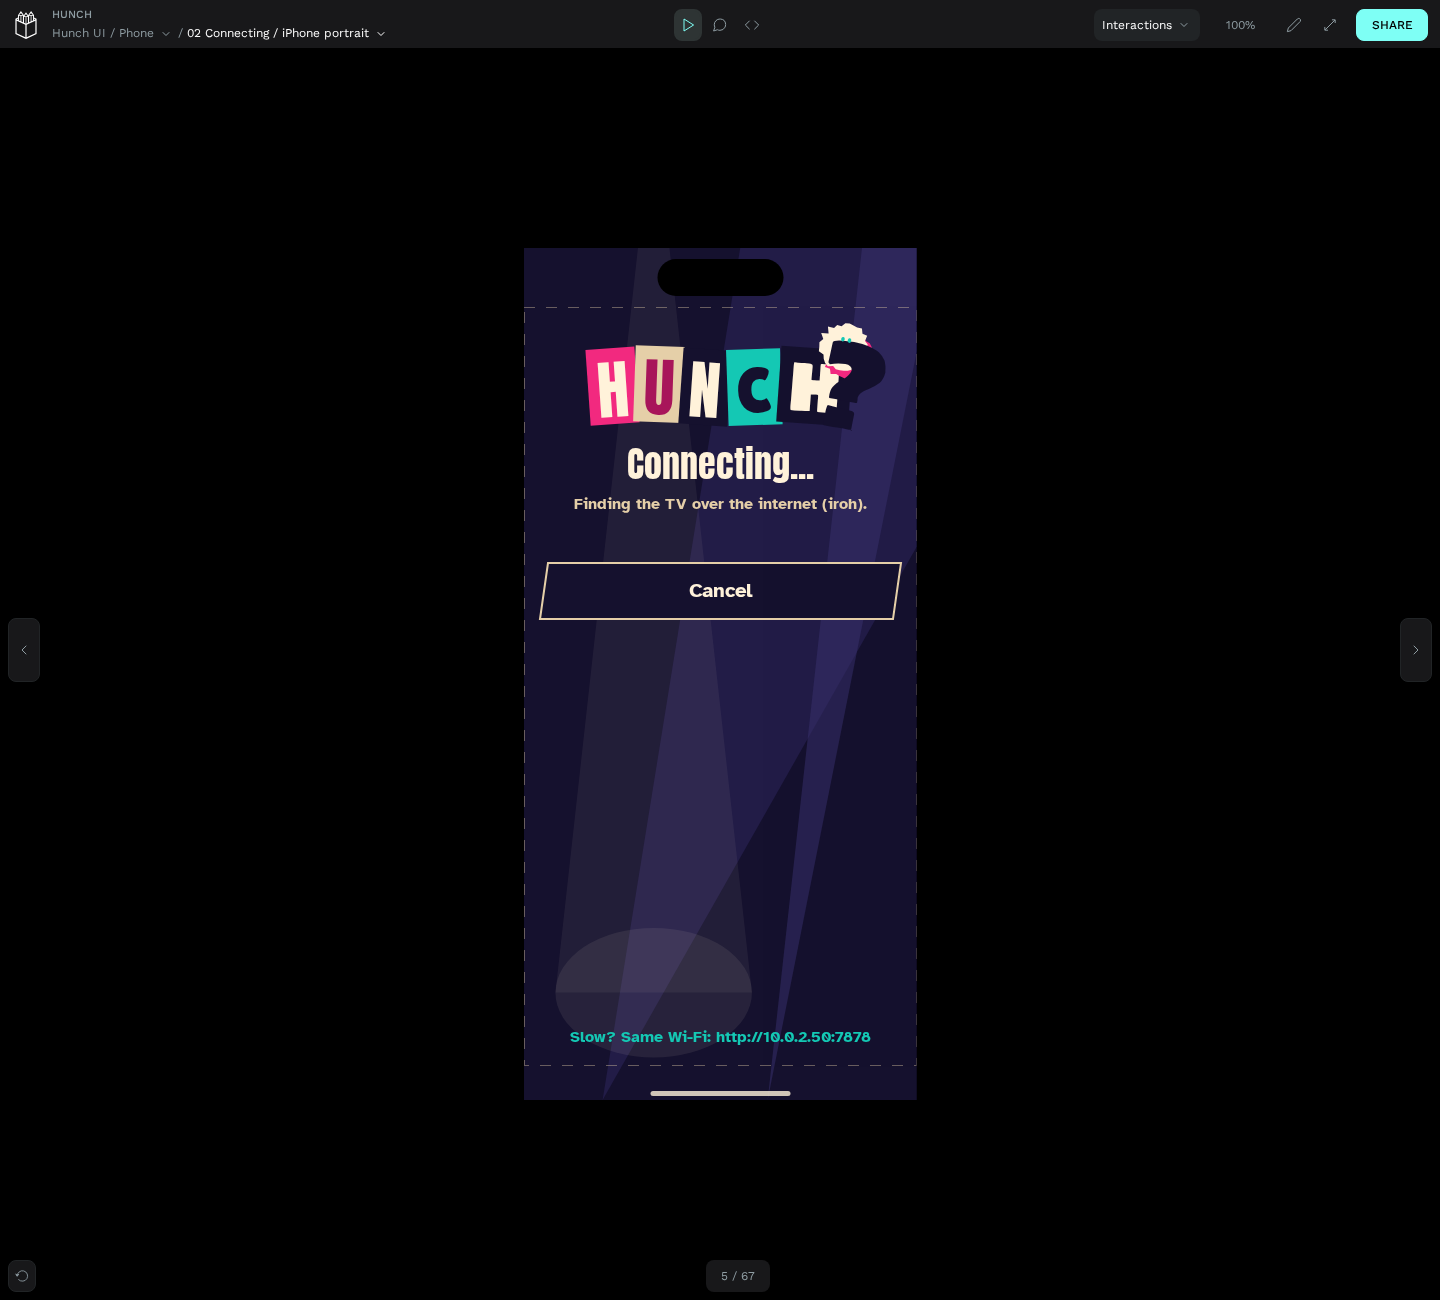 HUNCH
Hunch UI / Phone / 02 Connecting / iPhone portrait
Interactions
100%
SHARE
HUNCH?
Connecting...
Finding the TV over the internet (iroh).
Cancel
Slow? Same Wi-Fi: http://10.0.2.50:7878
5 / 67